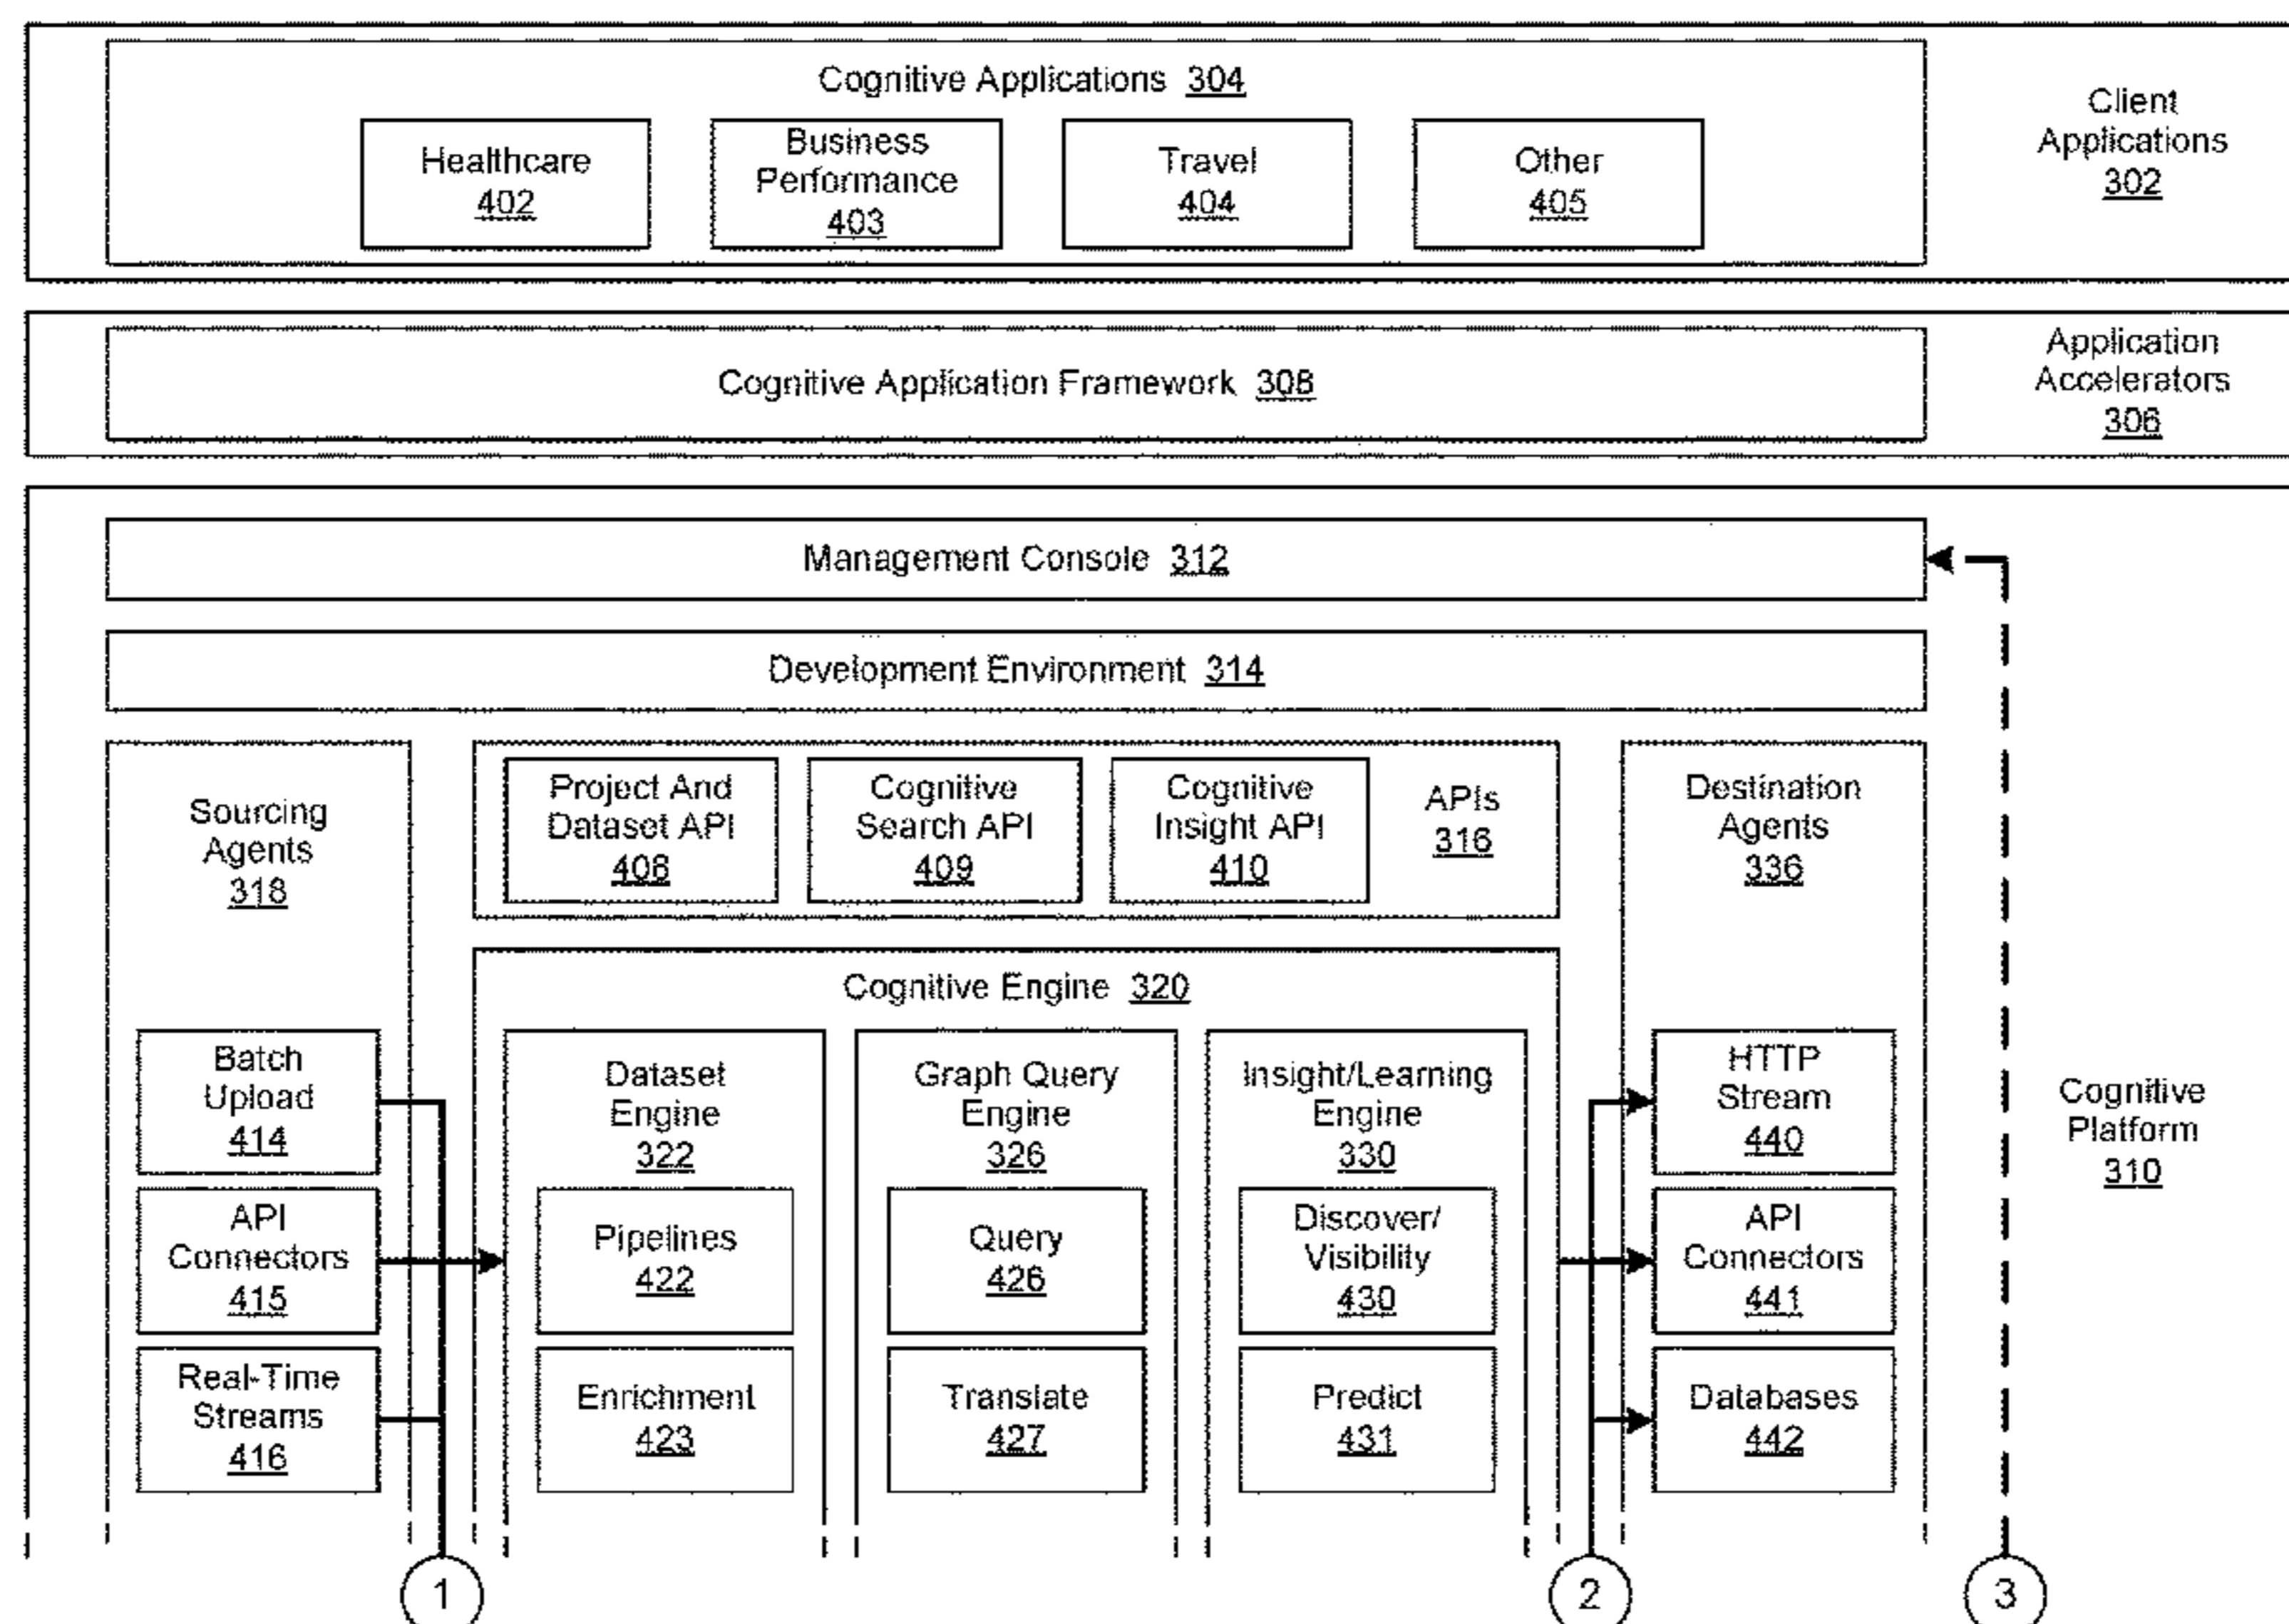 Cognitive Applications 304
Healthcare
402
Business
Performance
403
Travel
404
Other
405
Client
Applications
302
Cognitive Application Framework 308
Application
Accelerators
306
Management Console 312
Development Environment 314
Sourcing
Agents
318
Project And
Dataset API
408
Cognitive
Search API
409
Cognitive
Insight API
410
APIs
316
Destination
Agents
336
Cognitive Engine 320
Batch
Upload
414
API
Connectors
415
Real-Time
Streams
416
Dataset
Engine
322
Pipelines
422
Enrichment
423
Graph Query
Engine
326
Query
426
Translate
427
Insight/Learning
Engine
330
Discover/
Visibility
430
Predict
431
HTTP
Stream
440
API
Connectors
441
Databases
442
Cognitive
Platform
310
1
2
3